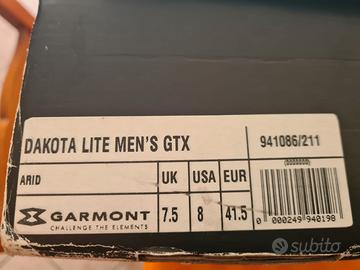 DAKOTA LITE MEN'S GTX 941086/211
ARID UK USA EUR
GARMONT 7.5 8 41.5
CHALLENGE THE ELEMENTS
0 000249 940198
subito